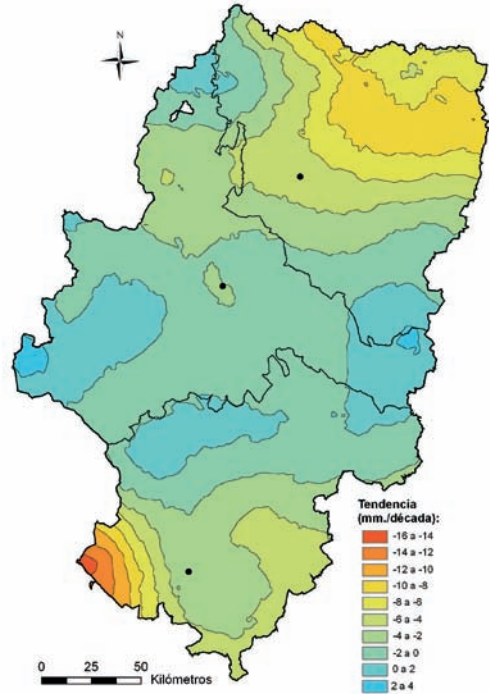 N
Tendencia
(mm./década):
-16 a -14
-14 a -12
-12 a -10
-10 a -8
-8 a -6
-6 a -4
-4 a -2
-2 a 0
0 a 2
2 a 4
0 25 50
Kilómetros